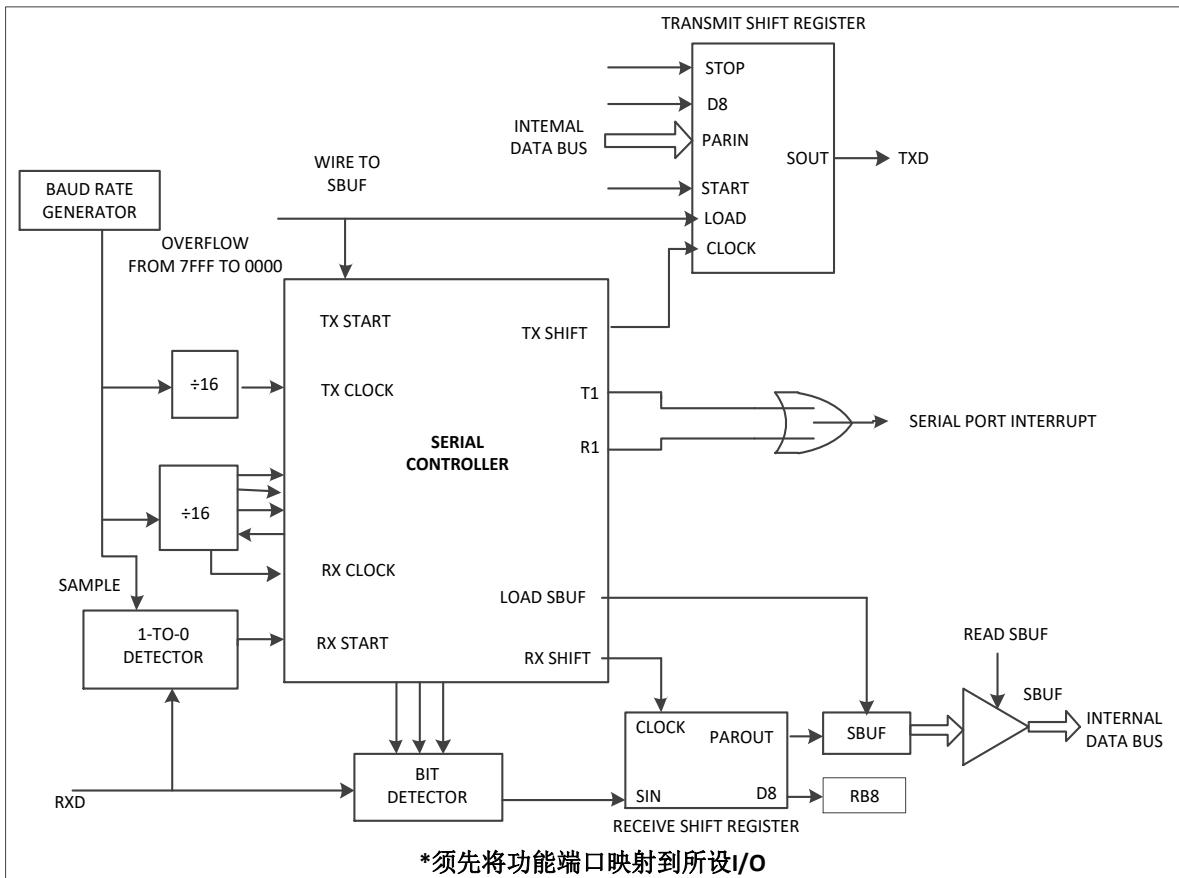 TRANSMIT SHIFT REGISTER
STOP
D8
INTEMAL
DATA BUS
PARIN
SOUT
TXD
START
WIRE TO
SBUF
LOAD
CLOCK
BAUD RATE
GENERATOR
OVERFLOW
FROM 7FFF TO 0000
TX START
TX SHIFT
÷16
TX CLOCK
T1
SERIAL PORT INTERRUPT
R1
SERIAL
CONTROLLER
÷16
RX CLOCK
SAMPLE
LOAD SBUF
1-TO-0
DETECTOR
RX START
RX SHIFT
READ SBUF
SBUF
CLOCK
PAROUT
SBUF
INTERNAL
DATA BUS
BIT
DETECTOR
RXD
SIN
D8
RB8
RECEIVE SHIFT REGISTER
*须先将功能端口映射到所设I/O